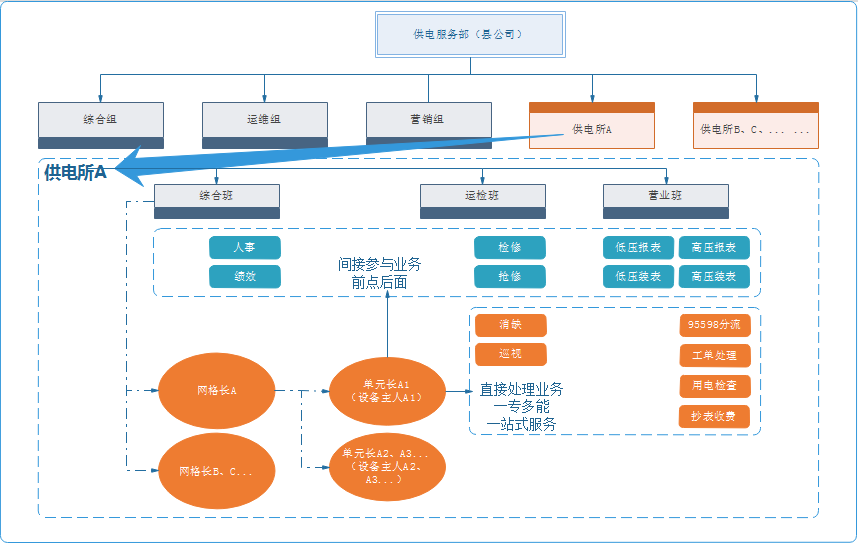 供电服务部（县公司）
综合组
运维组
营销组
供电所A
供电所B、C、... ...
供电所A
综合班
运检班
营业班
人事
检修
低压报表
高压报表
绩效
抢修
低压装表
高压装表
间接参与业务
前点后面
消缺
95598分流
巡视
工单处理
用电检查
抄表收费
网格长A
单元长A1
（设备主人A1）
直接处理业务
一专多能
一站式服务
网格长B、C...
单元长A2、A3...
（设备主人A2、
A3...）